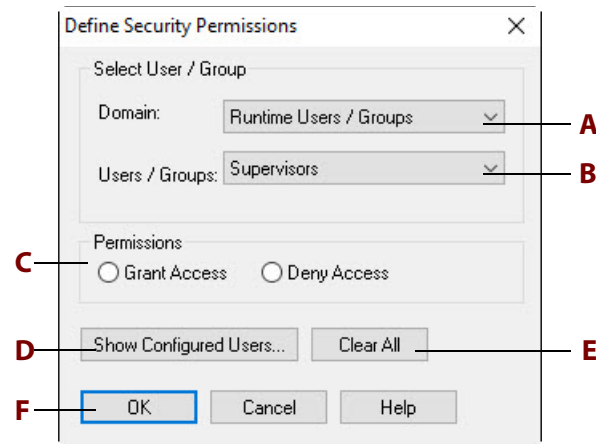 Define Security Permissions
Select User / Group
Domain: Runtime Users / Groups A
Users / Groups: Supervisors B
Permissions
C Grant Access Deny Access
D Show Configured Users... Clear All E
F OK Cancel Help